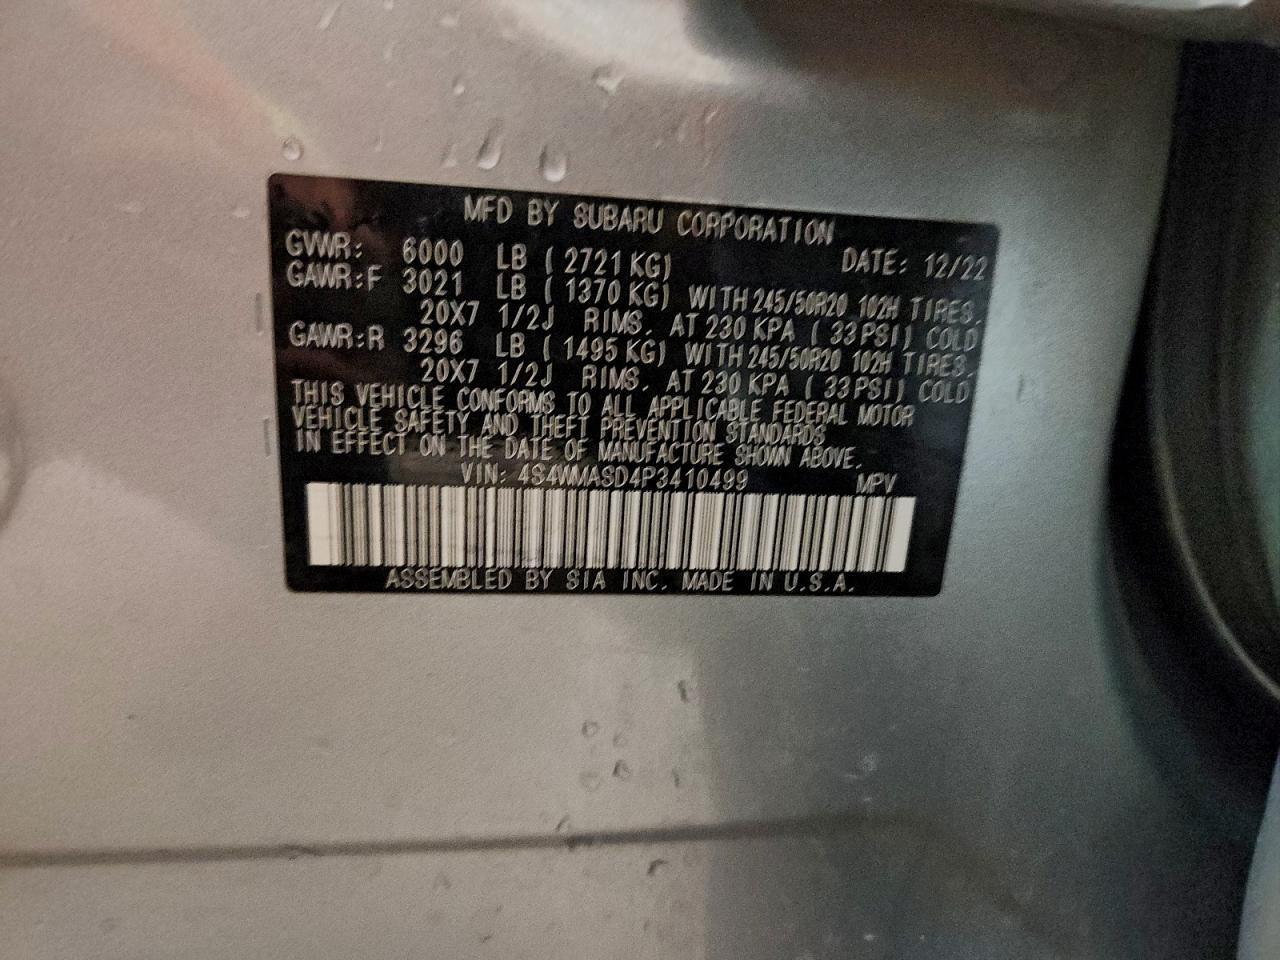 MFD BY SUBARU CORPORATION
GVWR: 6000 LB ( 2721 KG) DATE: 12/22
GAWR:F 3021 LB ( 1370 KG) WITH 245/50R20 102H TIRES,
20X7 1/2J RIMS, AT 230 KPA ( 33 PSI) COLD
GAWR:R 3296 LB ( 1495 KG) WITH 245/50R20 102H TIRES,
20X7 1/2J RIMS, AT 230 KPA ( 33 PSI) COLD
THIS VEHICLE CONFORMS TO ALL APPLICABLE FEDERAL MOTOR
VEHICLE SAFETY AND THEFT PREVENTION STANDARDS
IN EFFECT ON THE DATE OF MANUFACTURE SHOWN ABOVE.
VIN: 4S4WMASD4P3410499 MPV
ASSEMBLED BY SIA INC. MADE IN U.S.A.